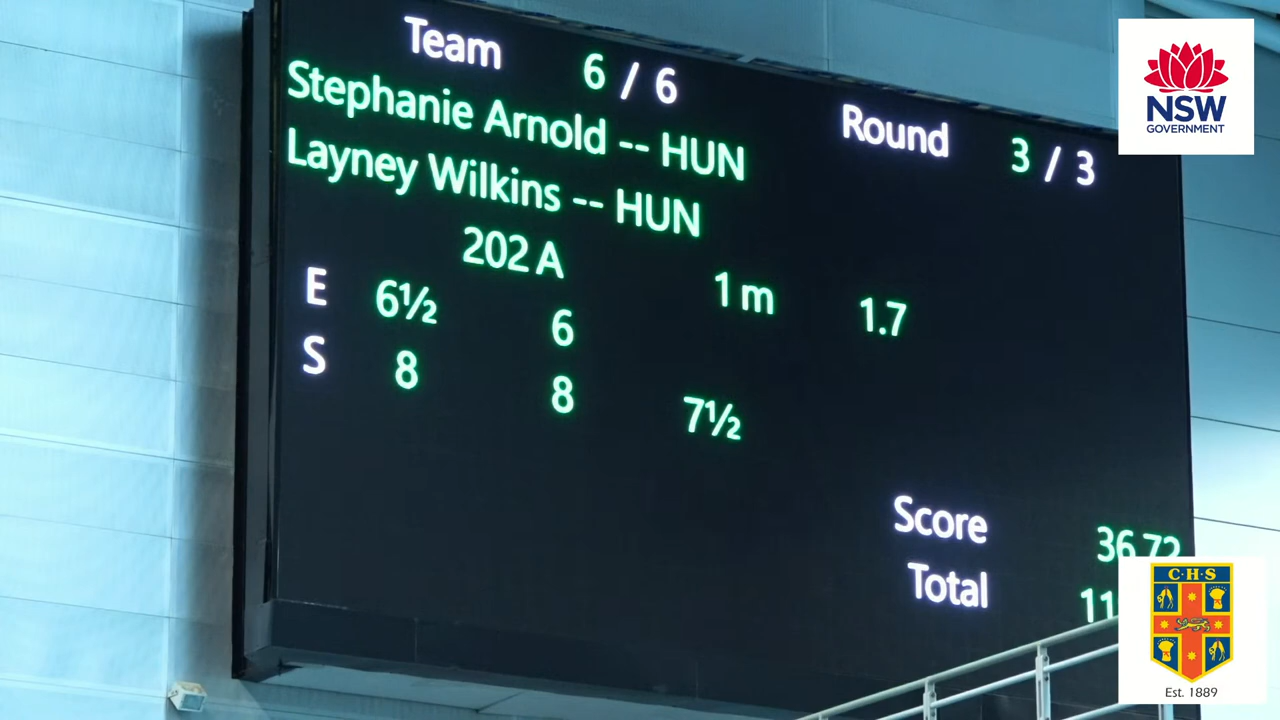 Team 6 / 6
Stephanie Arnold -- HUN
Round 3 / 3
Layney Wilkins -- HUN
202 A 1 m 1.7
E 6½ 6
S 8 8 7½
Score 36.72
Total 11
NSW
GOVERNMENT
C·H·S
Est. 1889